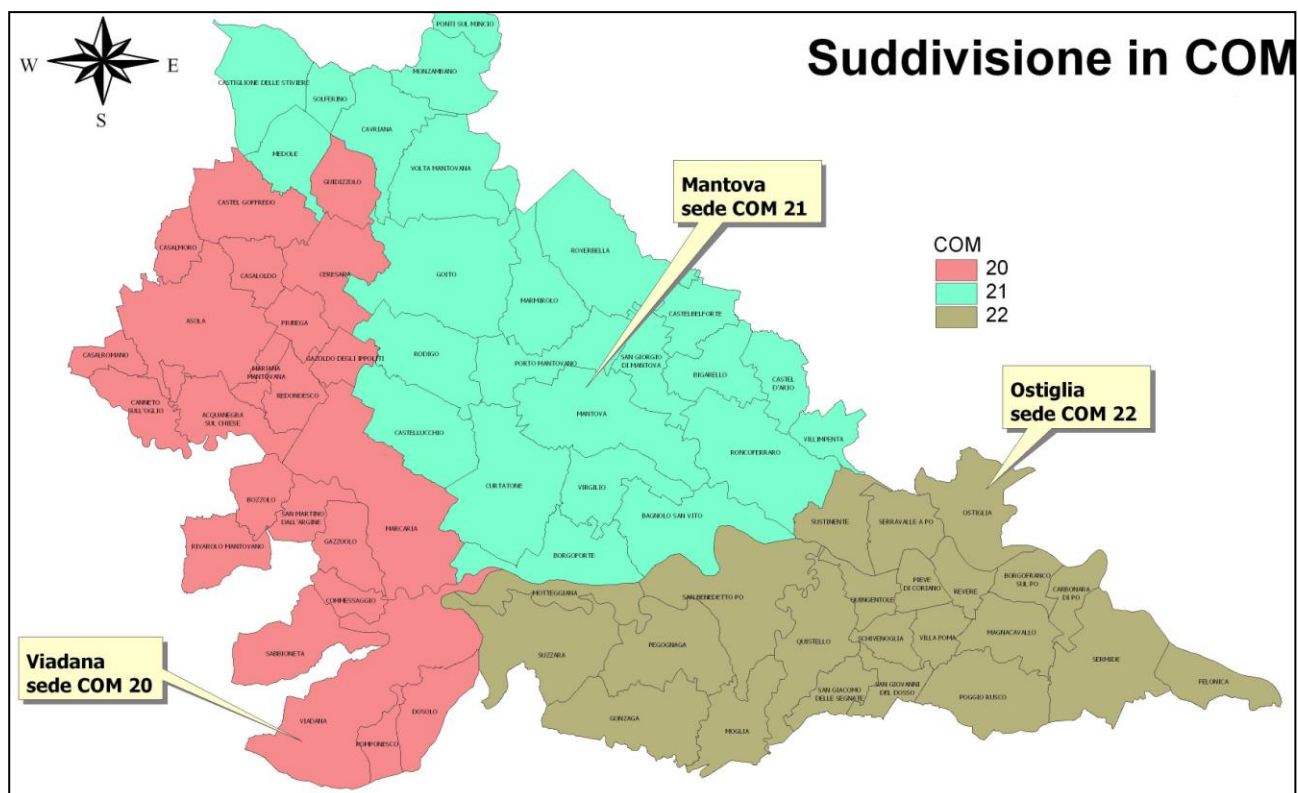 Suddivisione in COM
W
E
S
PONTI SUL MINCIO
CASTIGLIONE DELLE STIVIERE
SOLFERINO
MONZAMBANO
CAVRIANA
MEDOLE
VOLTA MANTOVANA
GUIDIZZOLO
CASTEL GOFFREDO
Mantova
sede COM 21
COM
20
21
22
CASALMORO
CASALOLDO
CERESARA
GOITO
ROVERBELLA
MARMIROLO
CASTELBELFORTE
ASOLA
PIUBEGA
CASALROMANO
MARIANA
MANTOVANA
GAZOLDO DEGLI IPPOLITI
RODIGO
PORTO MANTOVANO
SAN GIORGIO
DI MANTOVA
BIGARELLO
CASTEL
D'ARIO
CANNETO
SULL'OGLIO
ACQUANEGRA
SUL CHIESE
REDONDESCO
MANTOVA
Ostiglia
sede COM 22
CASTELLUCCHIO
RONCOFERRARO
VILLIMPENTA
BOZZOLO
CURTATONE
VIRGILIO
BAGNOLO SAN VITO
SAN MARTINO
DALL'ARGINE
MARCARIA
RIVAROLO MANTOVANO
GAZZUOLO
BORGOFORTE
SUSTINENTE
SERRAVALLE A PO
OSTIGLIA
COMMESSAGGIO
MOTTEGGIANA
SAN BENEDETTO PO
QUINGENTOLE
PIEVE
DI CORIANO
REVERE
BORGOFRANCO
SUL PO
CARBONARA
DI PO
SABBIONETA
SUZZARA
PEGOGNAGA
QUISTELLO
SCHIVENOGLIA
VILLA POMA
MAGNACAVALLO
SERMIDE
FELONICA
Viadana
sede COM 20
VIADANA
POMPONESCO
DOSOLO
GONZAGA
MOGLIA
SAN GIACOMO
DELLE SEGNATE
SAN GIOVANNI
DEL DOSSO
POGGIO RUSCO